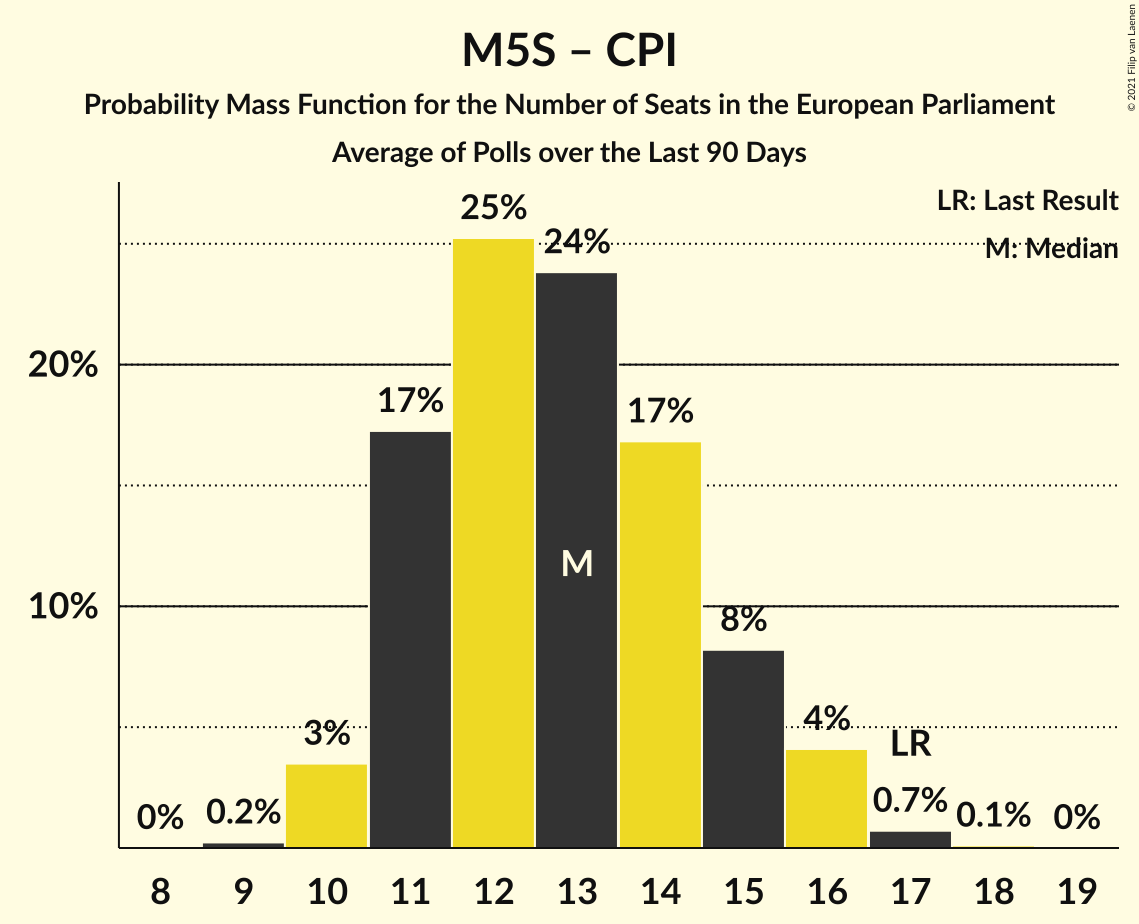 M5S – CPI
Probability Mass Function for the Number of Seats in the European Parliament
Average of Polls over the Last 90 Days
© 2021 Filip van Laenen
LR: Last Result
M: Median
25%
24%
20%
17%
17%
M
10%
8%
4%
3%
LR
0%
0.2%
0.7%
0.1%
0%
8 9 10 11 12 13 14 15 16 17 18 19